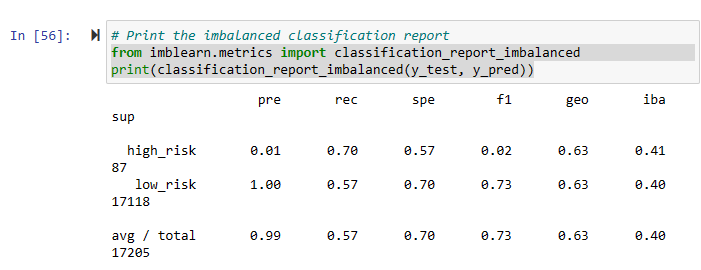 In [56]:
# Print the imbalanced classification report
from imblearn.metrics import classification_report_imbalanced
print(classification_report_imbalanced(y_test, y_pred))
pre rec spe f1 geo iba
sup
high_risk 0.01 0.70 0.57 0.02 0.63 0.41
87
low_risk 1.00 0.57 0.70 0.73 0.63 0.40
17118
avg / total 0.99 0.57 0.70 0.73 0.63 0.40
17205